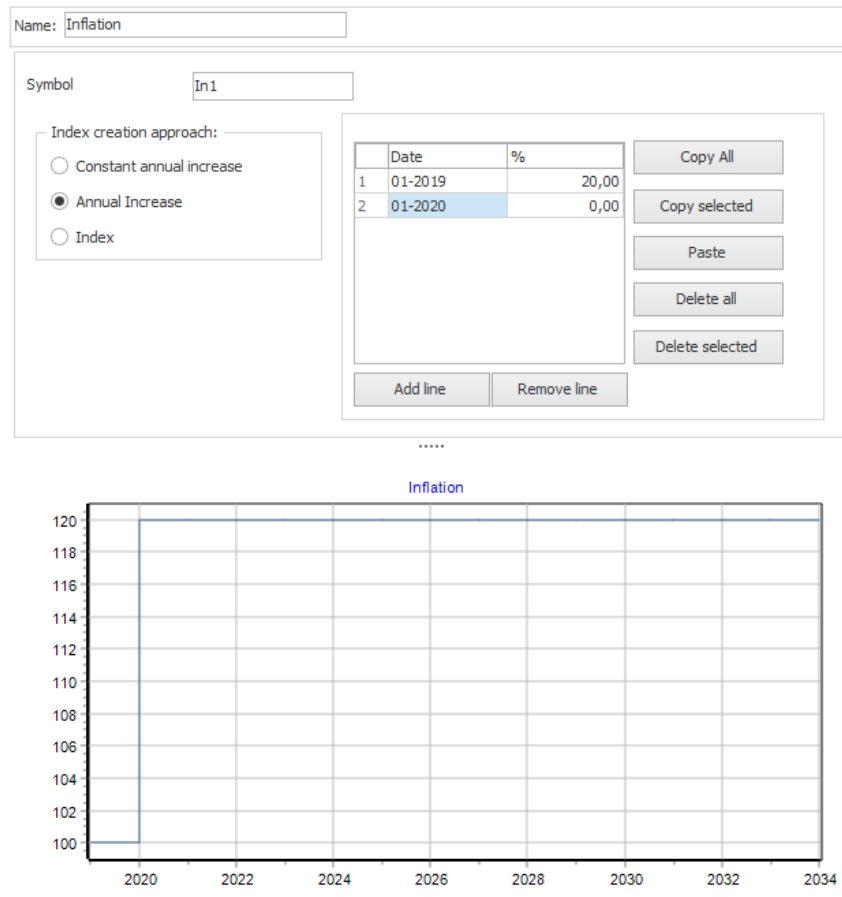 Name: Inflation
Symbol In1
Index creation approach:
Constant annual increase
Annual Increase
Index
Date %
1 01-2019 20,00
2 01-2020 0,00
Copy All
Copy selected
Paste
Delete all
Delete selected
Add line Remove line
Inflation
120
118
116
114
112
110
108
106
104
102
100
2020 2022 2024 2026 2028 2030 2032 2034